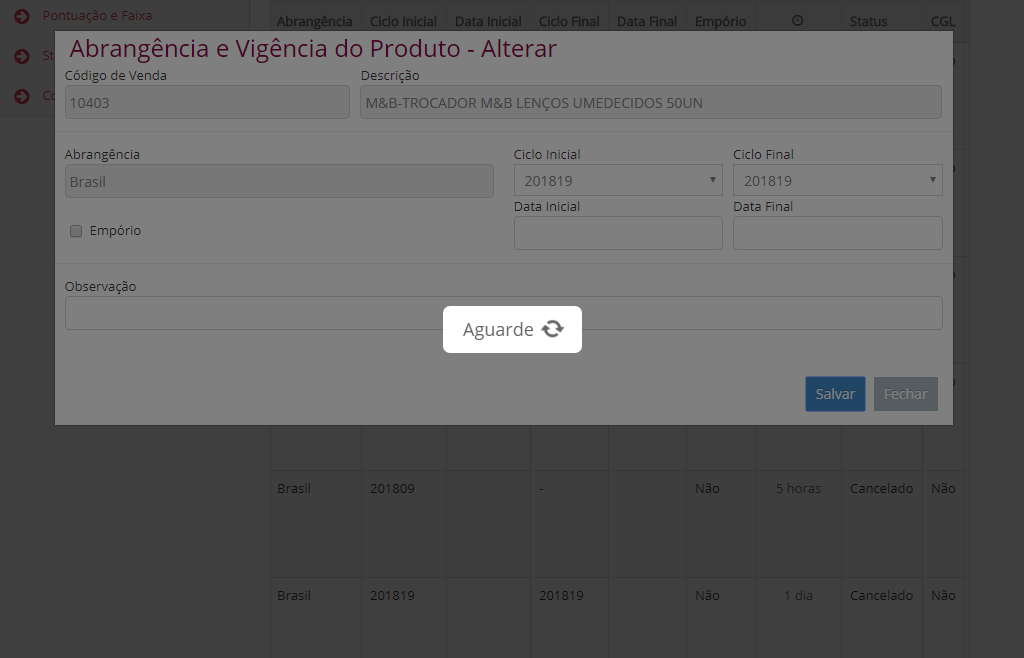 Pontuação e Faixa
Abrangência Ciclo Inicial Data Inicial Ciclo Final Data Final Empório Status CGL
Abrangência e Vigência do Produto - Alterar
St
Co
Código de Venda Descrição
10403 M&B-TROCADOR M&B LENÇOS UMEDECIDOS 50UN
Abrangência Ciclo Inicial Ciclo Final
Brasil 201819 201819
Data Inicial Data Final
Empório
Observação
Aguarde
Salvar Fechar
Brasil 201809 - Não 5 horas Cancelado Não
Brasil 201819 201819 Não 1 dia Cancelado Não